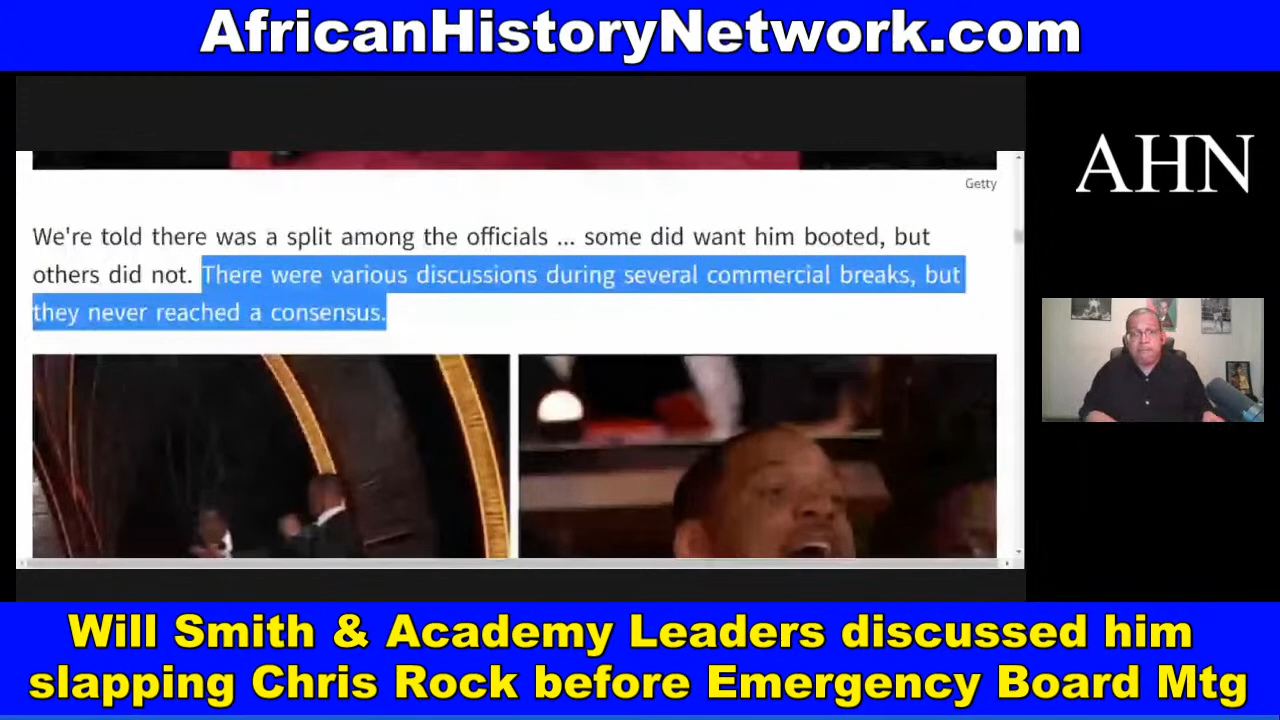 AfricanHistoryNetwork.com
AHN
Getty
We're told there was a split among the officials ... some did want him booted, but
others did not. There were various discussions during several commercial breaks, but
they never reached a consensus.
Will Smith & Academy Leaders discussed him
slapping Chris Rock before Emergency Board Mtg